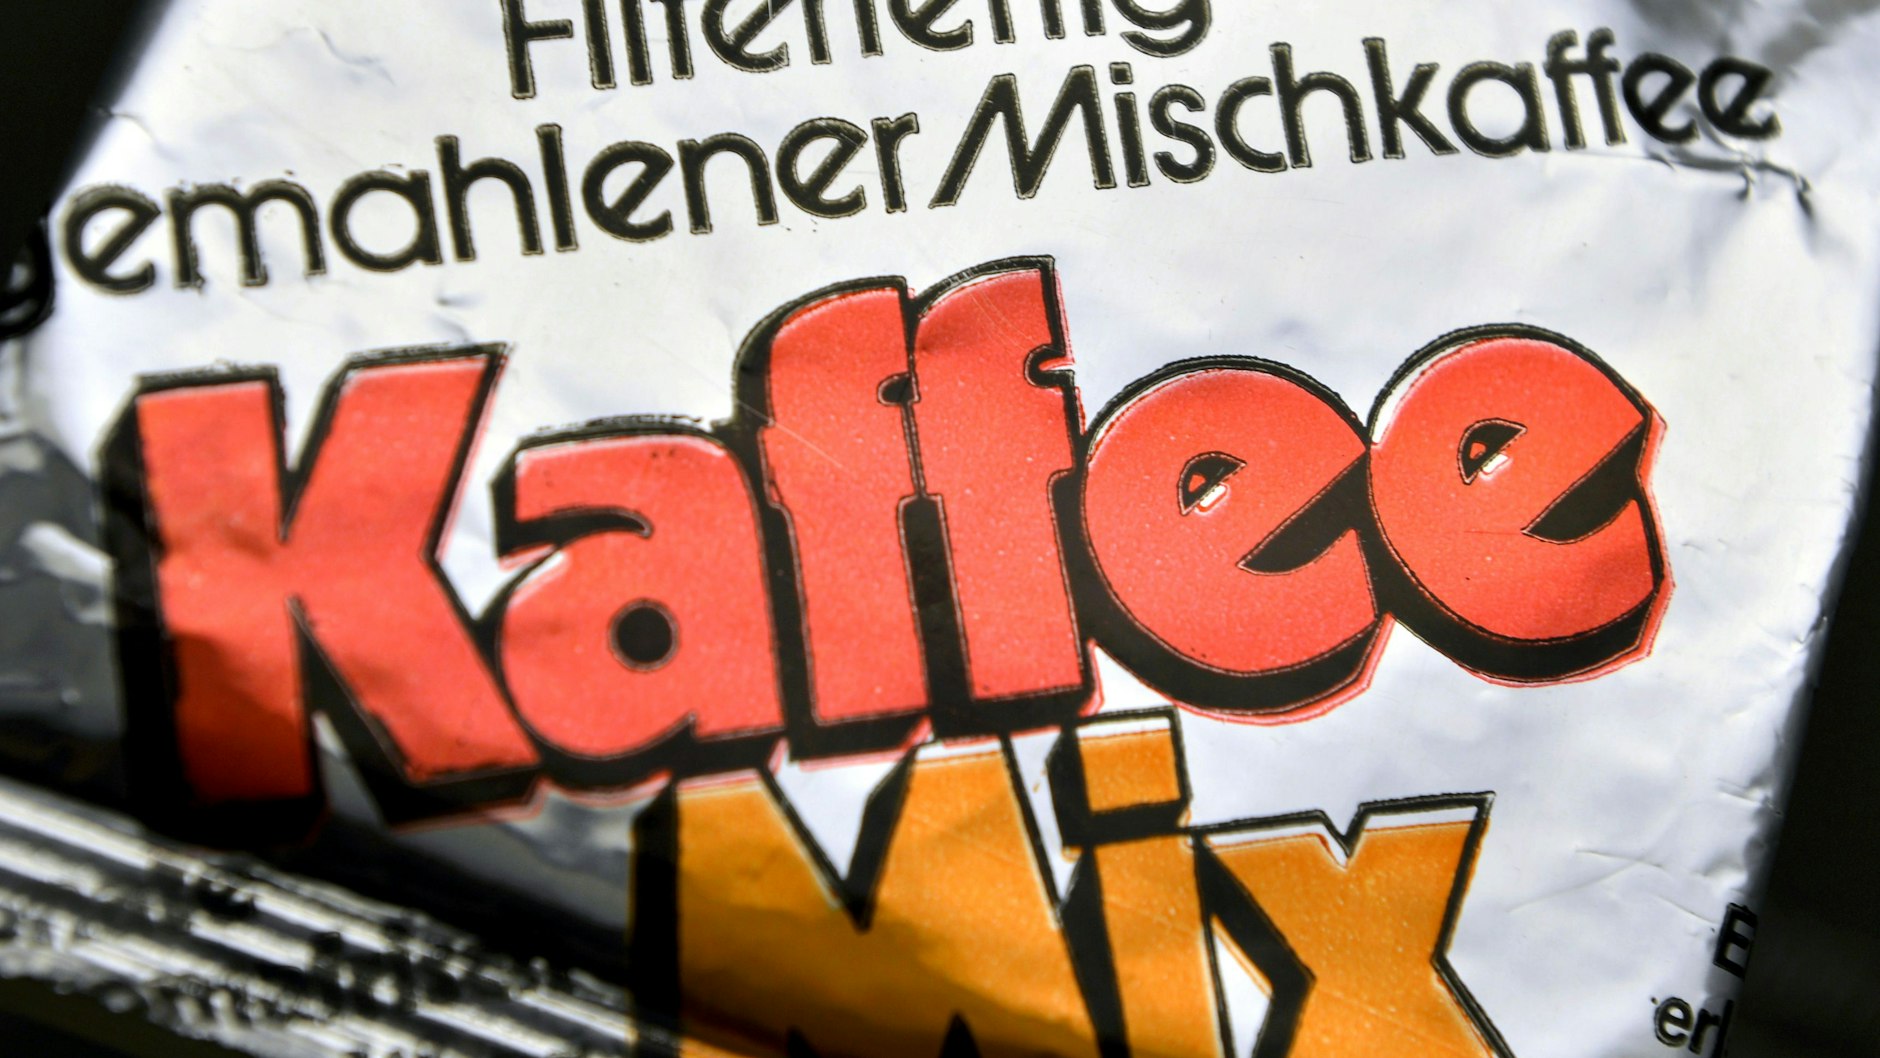 Filterfertig
gemahlener Mischkaffee
Kaffee
Mix